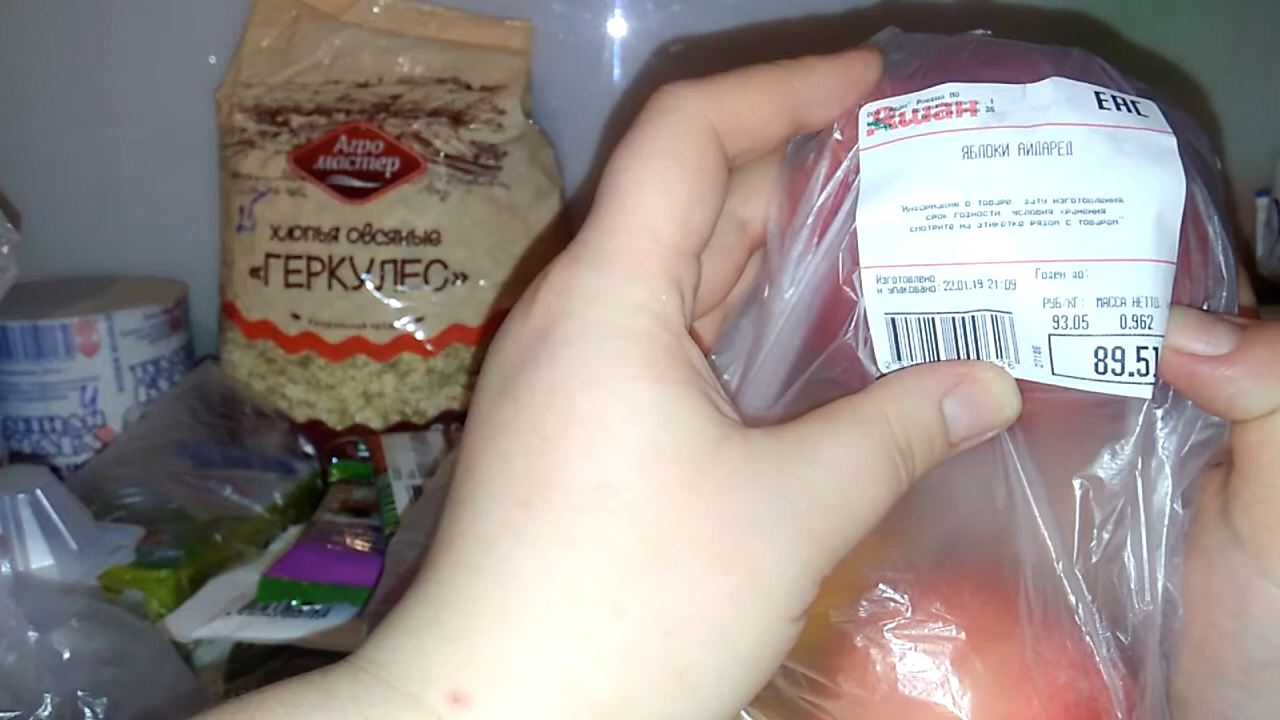 Агро
мастер
25
хлопья овсяные
«ГЕРКУЛЕС»
Ашан
ЕАС
ЯБЛОКИ АЙДАРЕД
"Информация о товаре: дату изготовления,
срок годности, условия хранения
смотрите на этикетке рядом с товаром"
Изготовлено
и упаковано: 22.01.19 21:09
Годен до:
РУБ/КГ: МАССА НЕТТО
93.05 0.962
89.51